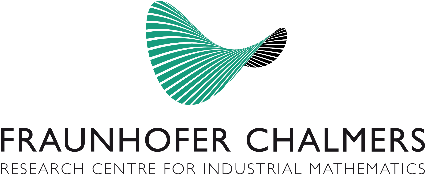 FRAUNHOFER CHALMERS
RESEARCH CENTRE FOR INDUSTRIAL MATHEMATICS